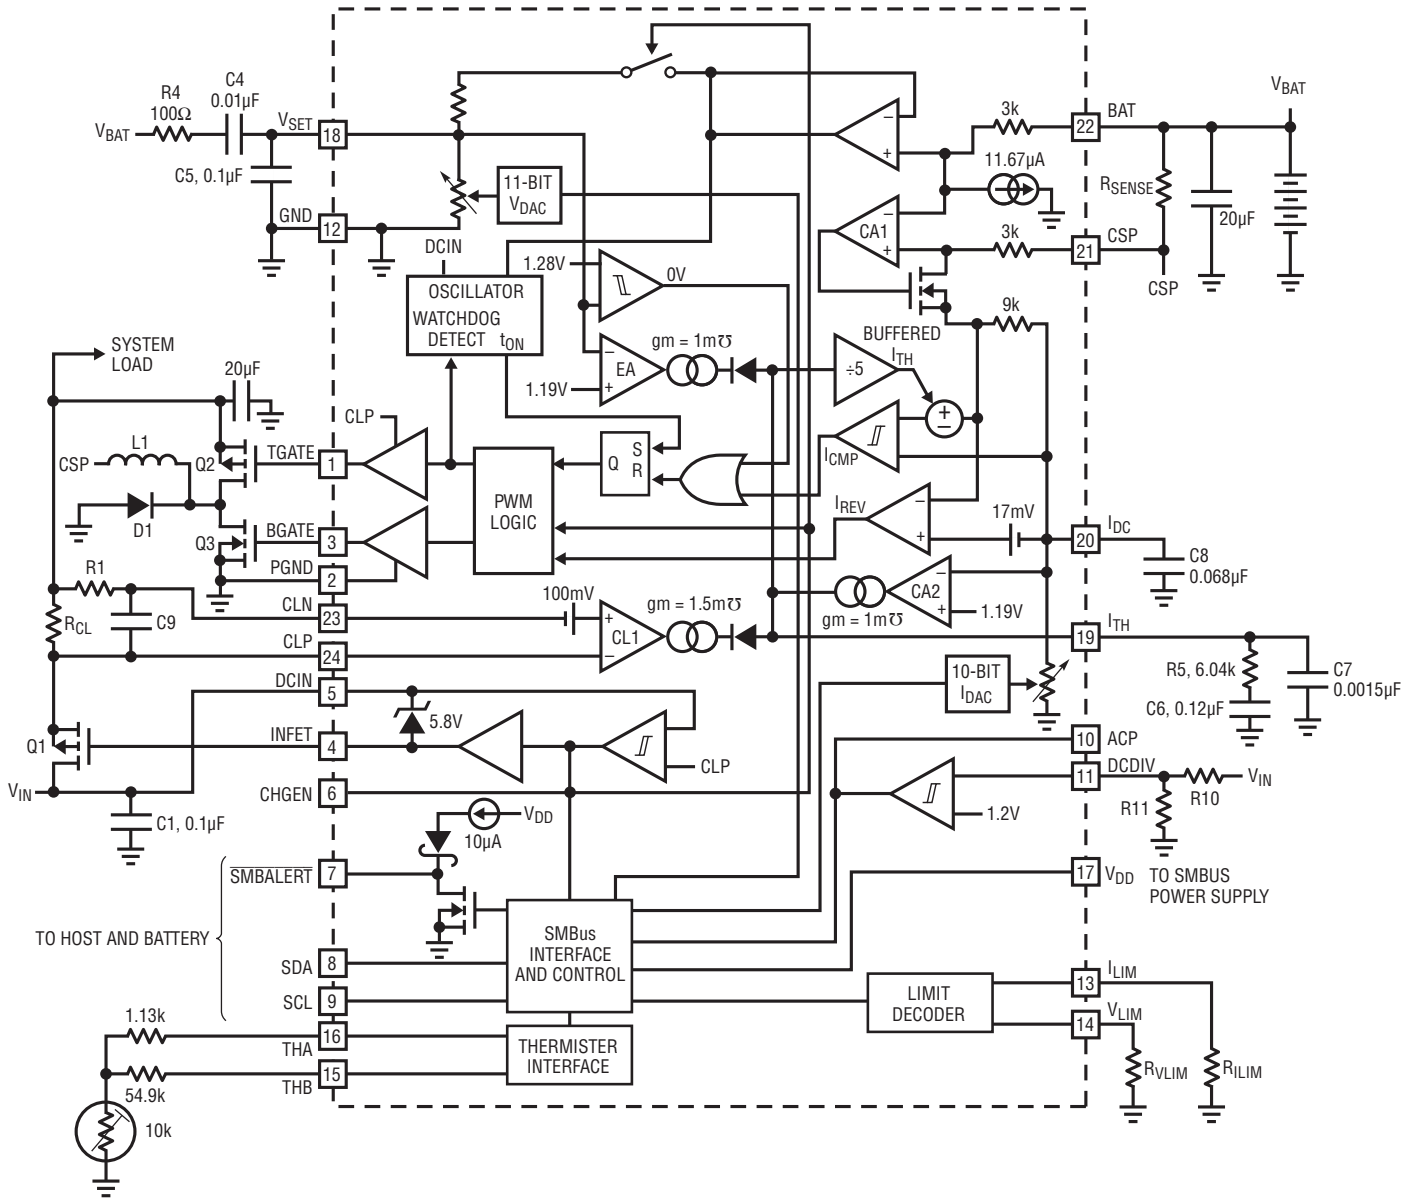 C4
0.01µF
R4
100Ω
VBAT
C5, 0.1µF
VSET
18
GND
12
11-BIT
VDAC
DCIN
OSCILLATOR
WATCHDOG
DETECT tON
1.28V
0V
–
EA
+
1.19V
gm = 1m℧
–
+
CA1
–
+
3k
11.67µA
3k
9k
22
BAT
21
CSP
RSENSE
CSP
20µF
VBAT
BUFFERED
ITH
÷5
+
–
ICMP
SYSTEM
LOAD
20µF
L1
CSP
D1
Q2
Q3
TGATE
1
BGATE
3
PGND
2
CLP
PWM
LOGIC
S
Q
R
IREV
–
+
17mV
20
IDC
C8
0.068µF
R1
RCL
C9
CLN
23
CLP
24
100mV
+
CL1
–
gm = 1.5m℧
gm = 1m℧
–
CA2
+
1.19V
19
ITH
R5, 6.04k
C6, 0.12µF
C7
0.0015µF
10-BIT
IDAC
DCIN
5
5.8V
INFET
4
CLP
Q1
VIN
C1, 0.1µF
CHGEN
6
10
ACP
11
DCDIV
R10
VIN
R11
1.2V
10µA
VDD
SMBALERT
7
17
VDD
TO SMBUS
POWER SUPPLY
TO HOST AND BATTERY
SDA
8
SCL
9
SMBus
INTERFACE
AND CONTROL
LIMIT
DECODER
13
ILIM
14
VLIM
RVLIM
RILIM
1.13k
THA
16
54.9k
THB
15
THERMISTER
INTERFACE
10k